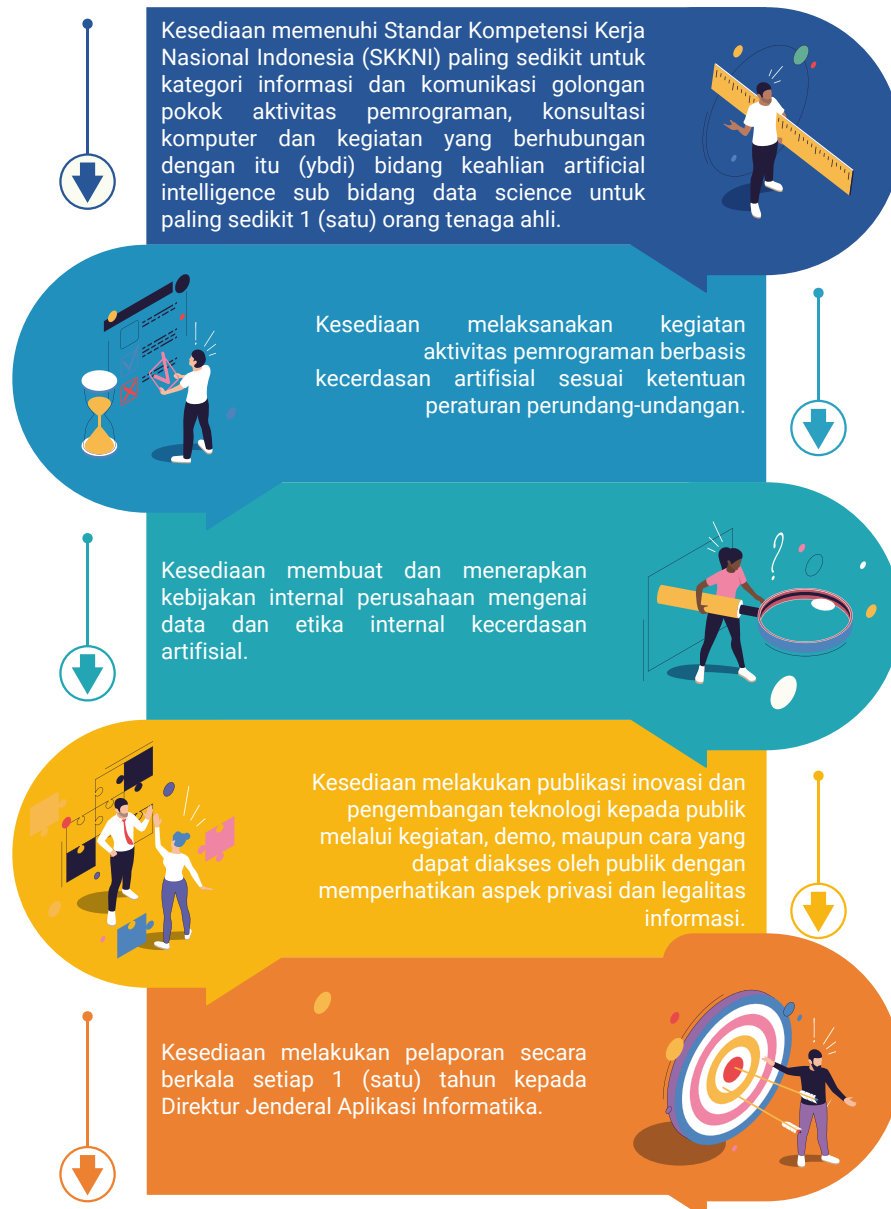 Kesediaan memenuhi Standar Kompetensi Kerja
Nasional Indonesia (SKKNI) paling sedikit untuk
kategori informasi dan komunikasi golongan
pokok aktivitas pemrograman, konsultasi
komputer dan kegiatan yang berhubungan
dengan itu (ybdi) bidang keahlian artificial
intelligence sub bidang data science untuk
paling sedikit 1 (satu) orang tenaga ahli.
Kesediaan melaksanakan kegiatan
aktivitas pemrograman berbasis
kecerdasan artifisial sesuai ketentuan
peraturan perundang-undangan.
Kesediaan membuat dan menerapkan
kebijakan internal perusahaan mengenai
data dan etika internal kecerdasan
artifisial.
Kesediaan melakukan publikasi inovasi dan
pengembangan teknologi kepada publik
melalui kegiatan, demo, maupun cara yang
dapat diakses oleh publik dengan
memperhatikan aspek privasi dan legalitas
informasi.
Kesediaan melakukan pelaporan secara
berkala setiap 1 (satu) tahun kepada
Direktur Jenderal Aplikasi Informatika.